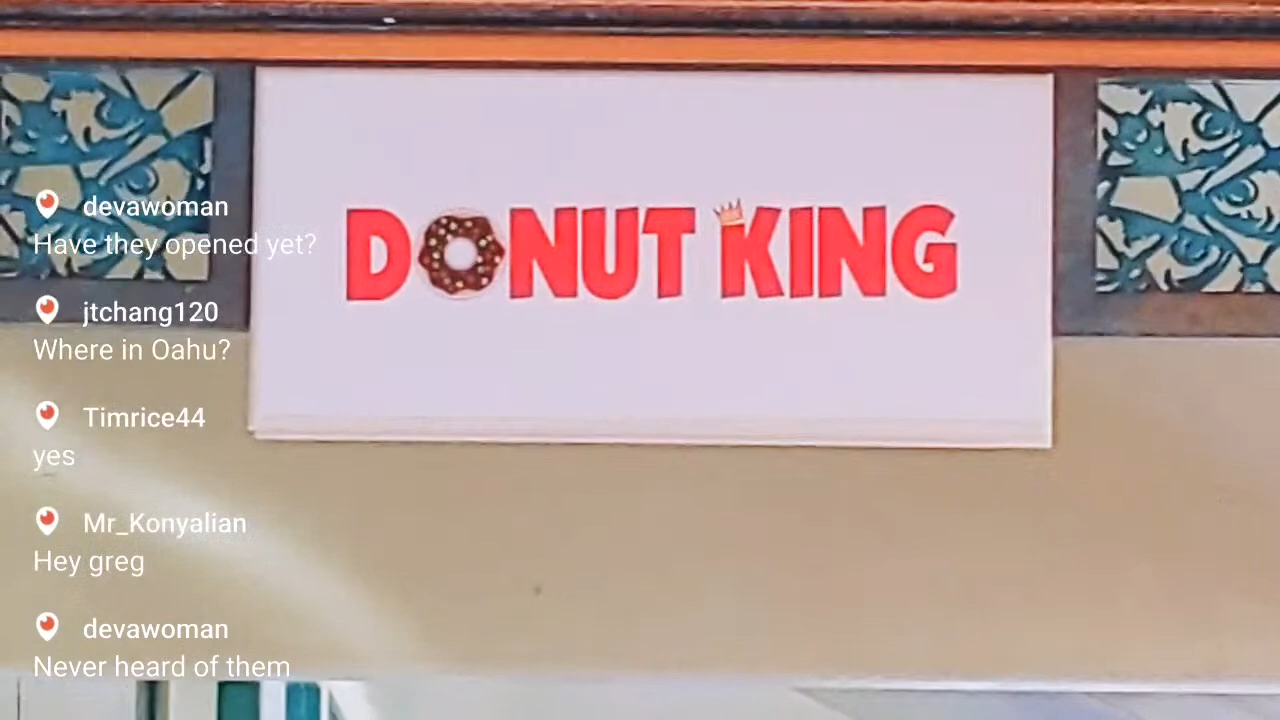 DONUT KING
devawoman
Have they opened yet?
jtchang120
Where in Oahu?
Timrice44
yes
Mr_Konyalian
Hey greg
devawoman
Never heard of them